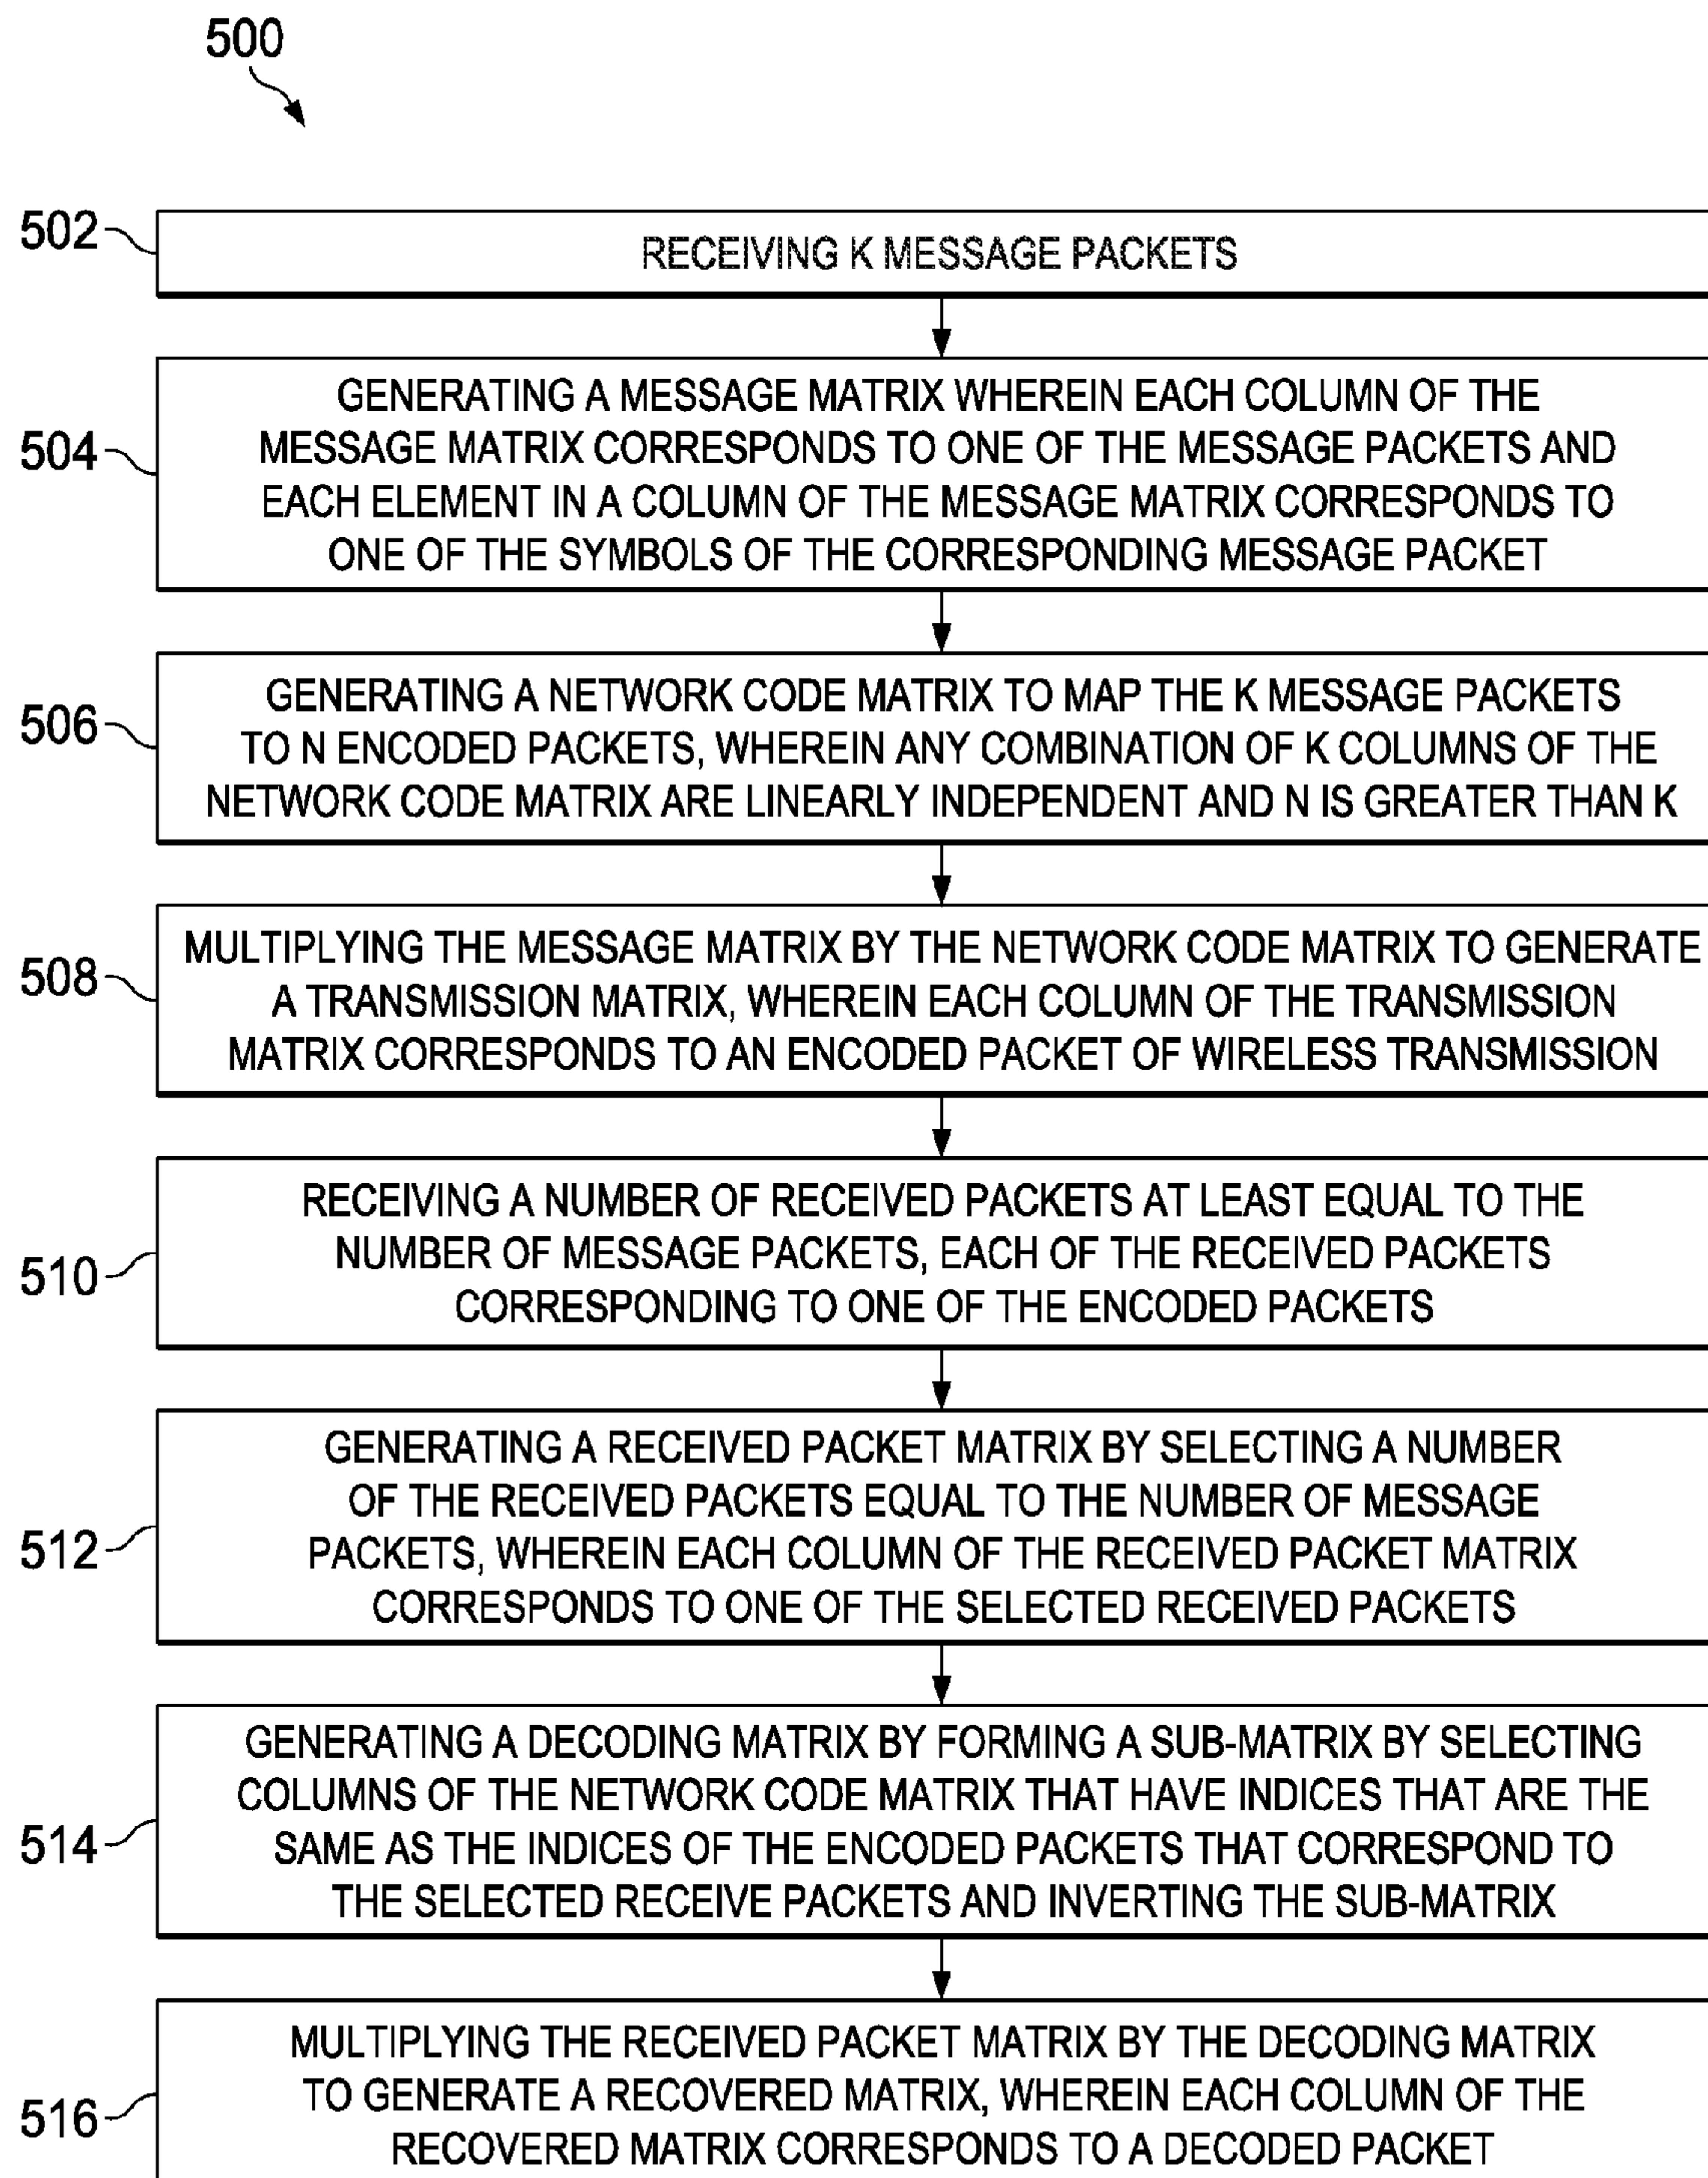 500
502
RECEIVING K MESSAGE PACKETS
504
GENERATING A MESSAGE MATRIX WHEREIN EACH COLUMN OF THE
MESSAGE MATRIX CORRESPONDS TO ONE OF THE MESSAGE PACKETS AND
EACH ELEMENT IN A COLUMN OF THE MESSAGE MATRIX CORRESPONDS TO
ONE OF THE SYMBOLS OF THE CORRESPONDING MESSAGE PACKET
506
GENERATING A NETWORK CODE MATRIX TO MAP THE K MESSAGE PACKETS
TO N ENCODED PACKETS, WHEREIN ANY COMBINATION OF K COLUMNS OF THE
NETWORK CODE MATRIX ARE LINEARLY INDEPENDENT AND N IS GREATER THAN K
508
MULTIPLYING THE MESSAGE MATRIX BY THE NETWORK CODE MATRIX TO GENERATE
A TRANSMISSION MATRIX, WHEREIN EACH COLUMN OF THE TRANSMISSION
MATRIX CORRESPONDS TO AN ENCODED PACKET OF WIRELESS TRANSMISSION
510
RECEIVING A NUMBER OF RECEIVED PACKETS AT LEAST EQUAL TO THE
NUMBER OF MESSAGE PACKETS, EACH OF THE RECEIVED PACKETS
CORRESPONDING TO ONE OF THE ENCODED PACKETS
512
GENERATING A RECEIVED PACKET MATRIX BY SELECTING A NUMBER
OF THE RECEIVED PACKETS EQUAL TO THE NUMBER OF MESSAGE
PACKETS, WHEREIN EACH COLUMN OF THE RECEIVED PACKET MATRIX
CORRESPONDS TO ONE OF THE SELECTED RECEIVED PACKETS
514
GENERATING A DECODING MATRIX BY FORMING A SUB-MATRIX BY SELECTING
COLUMNS OF THE NETWORK CODE MATRIX THAT HAVE INDICES THAT ARE THE
SAME AS THE INDICES OF THE ENCODED PACKETS THAT CORRESPOND TO
THE SELECTED RECEIVE PACKETS AND INVERTING THE SUB-MATRIX
516
MULTIPLYING THE RECEIVED PACKET MATRIX BY THE DECODING MATRIX
TO GENERATE A RECOVERED MATRIX, WHEREIN EACH COLUMN OF THE
RECOVERED MATRIX CORRESPONDS TO A DECODED PACKET